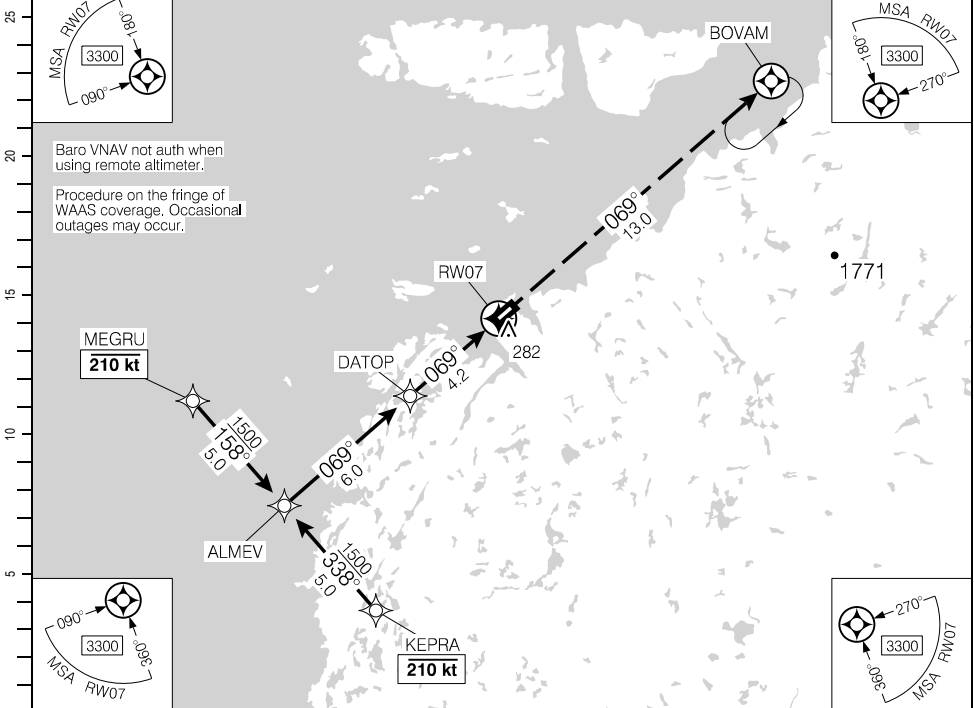 25
20
15
10
5
MSA RW07
180°
3300
090°
MSA RW07
180°
3300
270°
BOVAM
Baro VNAV not auth when
using remote altimeter.
Procedure on the fringe of
WAAS coverage. Occasional
outages may occur.
069°
13.0
1771
RW07
282
MEGRU
210 kt
DATOP
069°
4.2
1500
158°
5.0
069°
6.0
ALMEV
1500
338°
5.0
KEPRA
210 kt
090°
3300
360°
MSA RW07
270°
3300
360°
MSA RW07